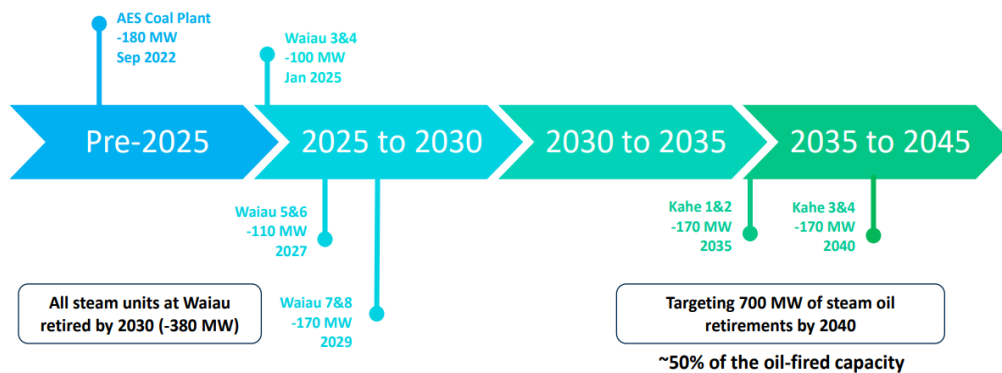 AES Coal Plant
-180 MW
Sep 2022
Waiau 3&4
-100 MW
Jan 2025
Pre-2025
2025 to 2030
2030 to 2035
2035 to 2045
Waiau 5&6
-110 MW
2027
Waiau 7&8
-170 MW
2029
Kahe 1&2
-170 MW
2035
Kahe 3&4
-170 MW
2040
All steam units at Waiau
retired by 2030 (-380 MW)
Targeting 700 MW of steam oil
retirements by 2040
~50% of the oil-fired capacity